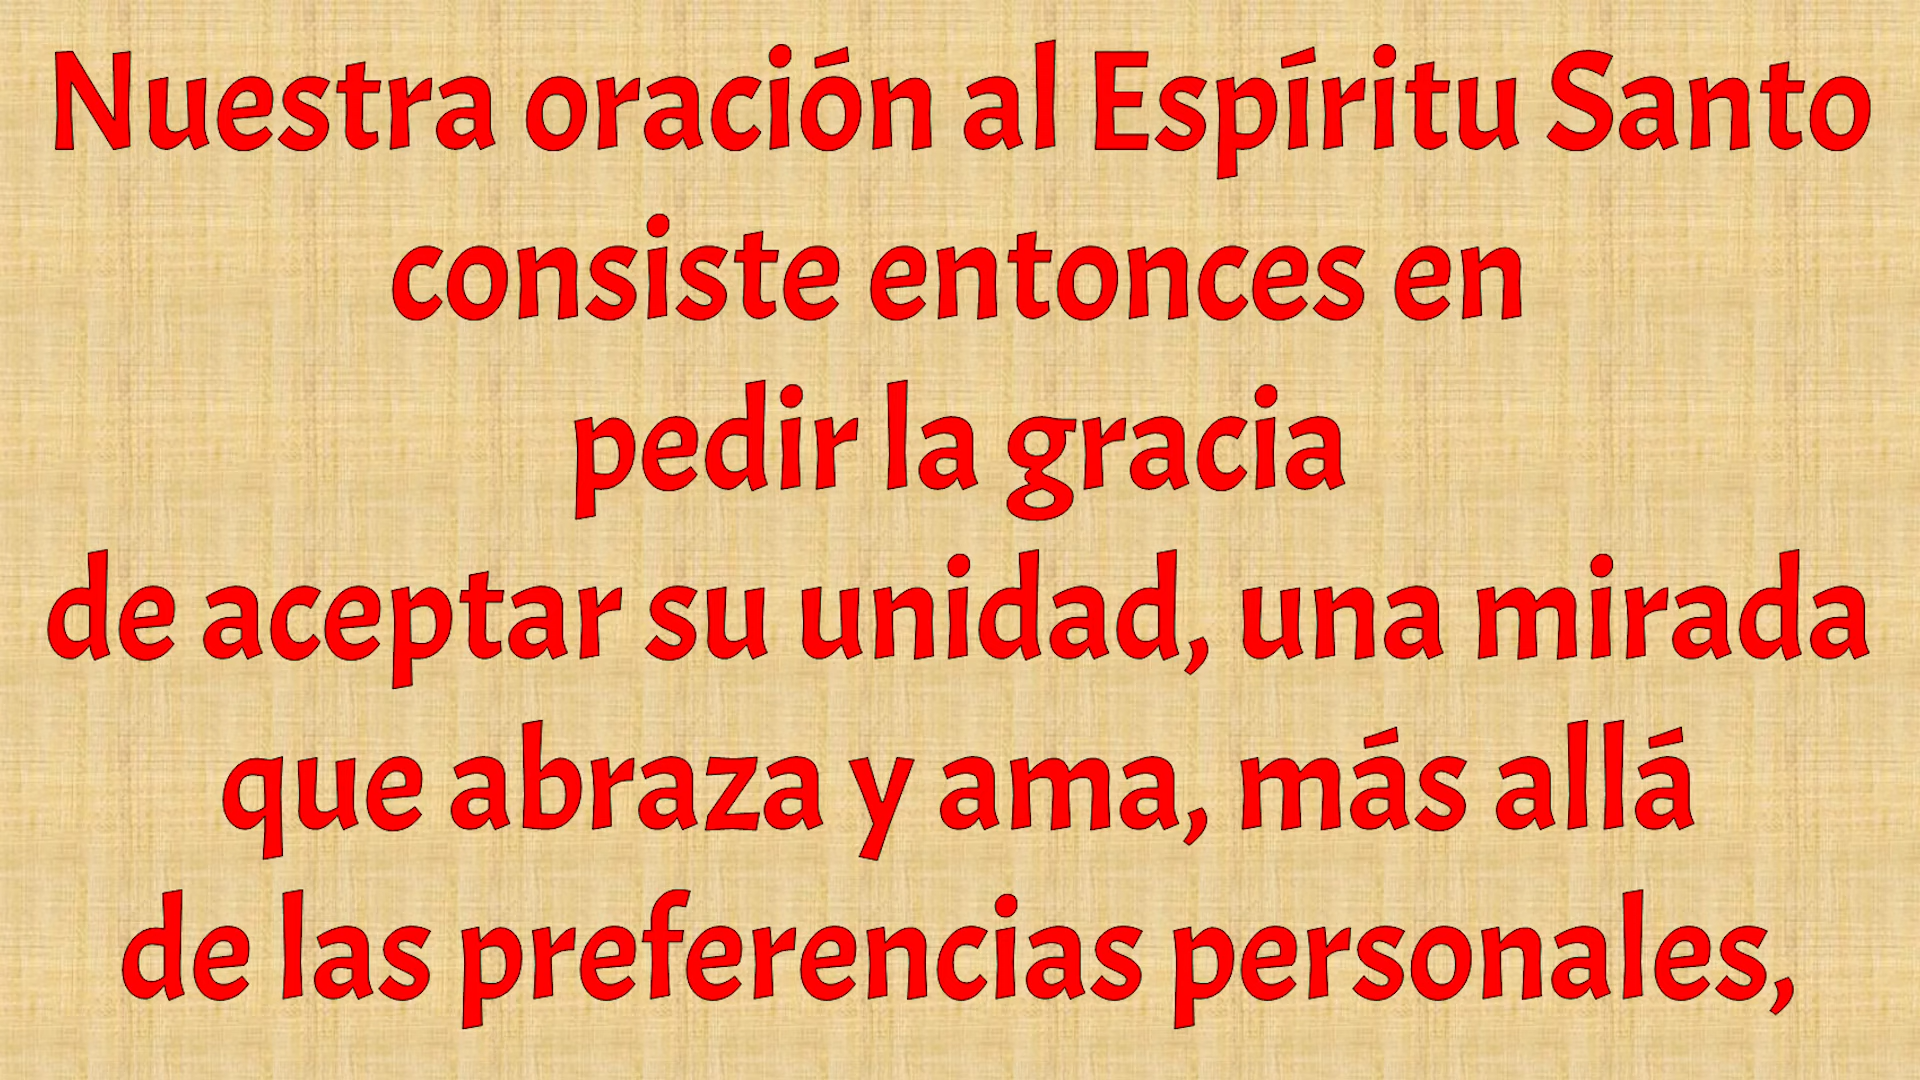 Nuestra oración al Espíritu Santo
consiste entonces en
pedir la gracia
de aceptar su unidad, una mirada
que abraza y ama, más allá
de las preferencias personales,